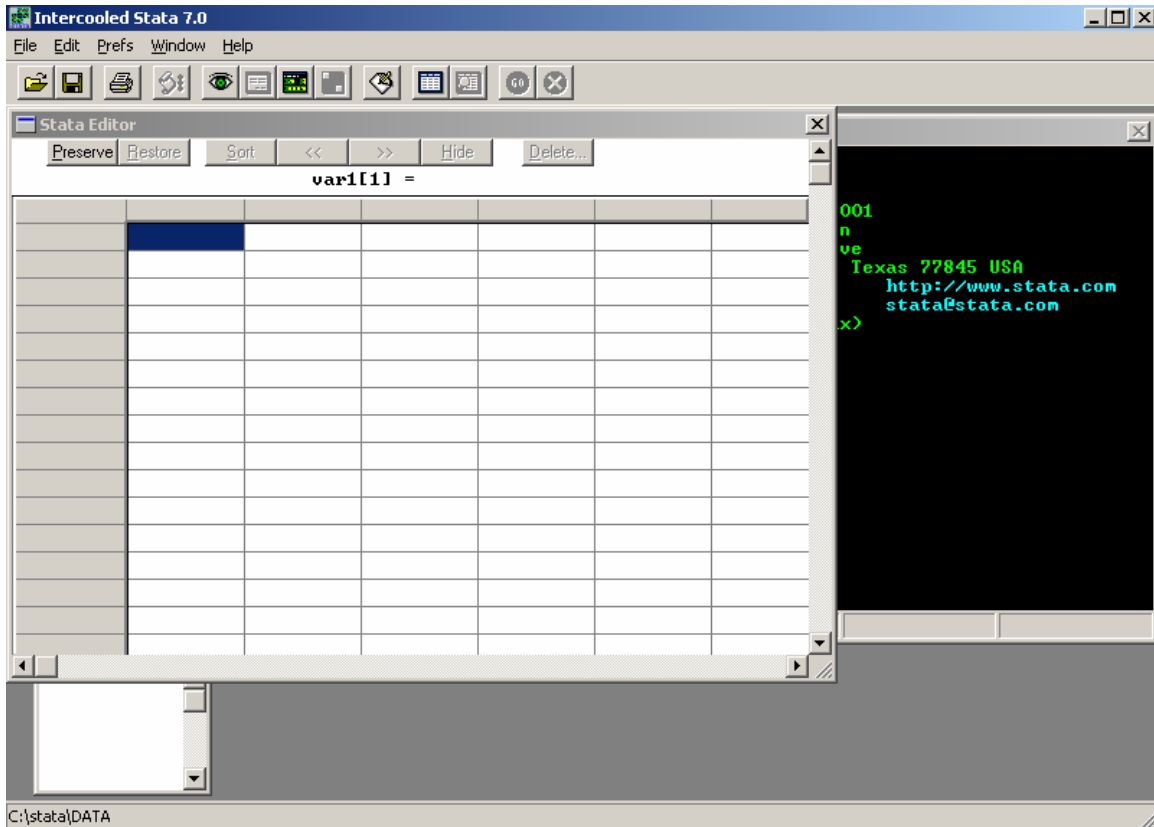 Intercooled Stata 7.0
File Edit Prefs Window Help
GO
Stata Editor
Preserve Restore Sort << >> Hide Delete...
var1[1] =
001
n
ve
Texas 77845 USA
http://www.stata.com
stata@stata.com
x)
C:\stata\DATA